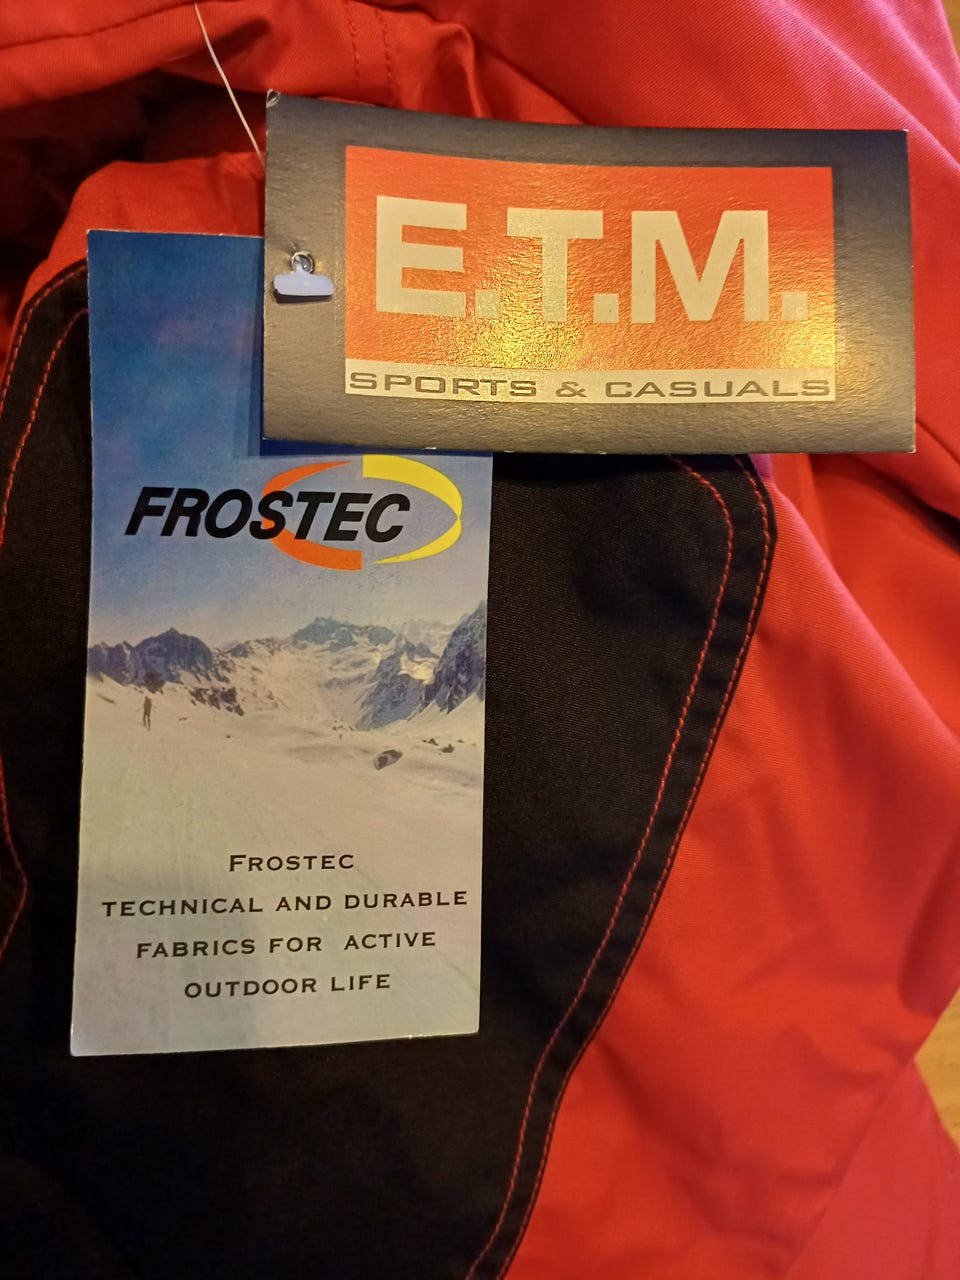 E.T.M.
SPORTS & CASUALS
FROSTEC
FROSTEC
TECHNICAL AND DURABLE
FABRICS FOR ACTIVE
OUTDOOR LIFE